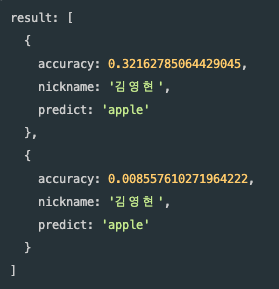 result: [
{
accuracy: 0.32162785064429045,
nickname: '김영현',
predict: 'apple'
},
{
accuracy: 0.008557610271964222,
nickname: '김영현',
predict: 'apple'
}
]